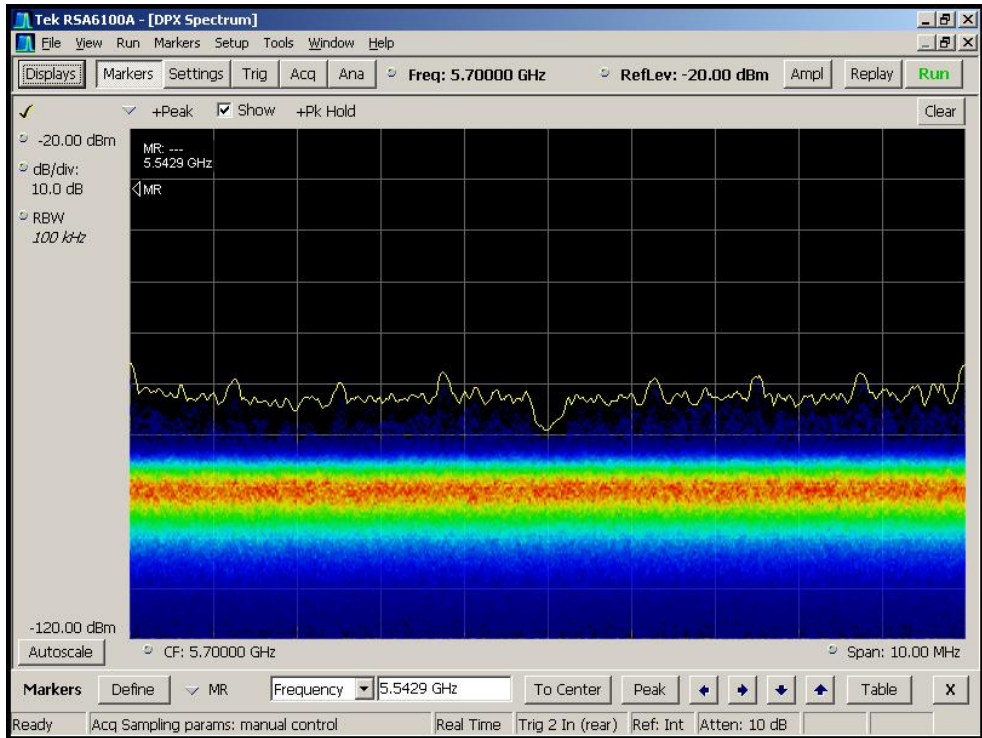 Tek RSA6100A - [DPX Spectrum]
File View Run Markers Setup Tools Window Help
Displays Markers Settings Trig Acq Ana Freq: 5.70000 GHz RefLev: -20.00 dBm Ampl Replay Run
+Peak Show +Pk Hold Clear
-20.00 dBm
dB/div:
10.0 dB
RBW
100 kHz
MR: ---
5.5429 GHz
MR
-120.00 dBm
Autoscale CF: 5.70000 GHz Span: 10.00 MHz
Markers Define MR Frequency 5.5429 GHz To Center Peak Table X
Ready Acq Sampling params: manual control Real Time Trig 2 In (rear) Ref: Int Atten: 10 dB